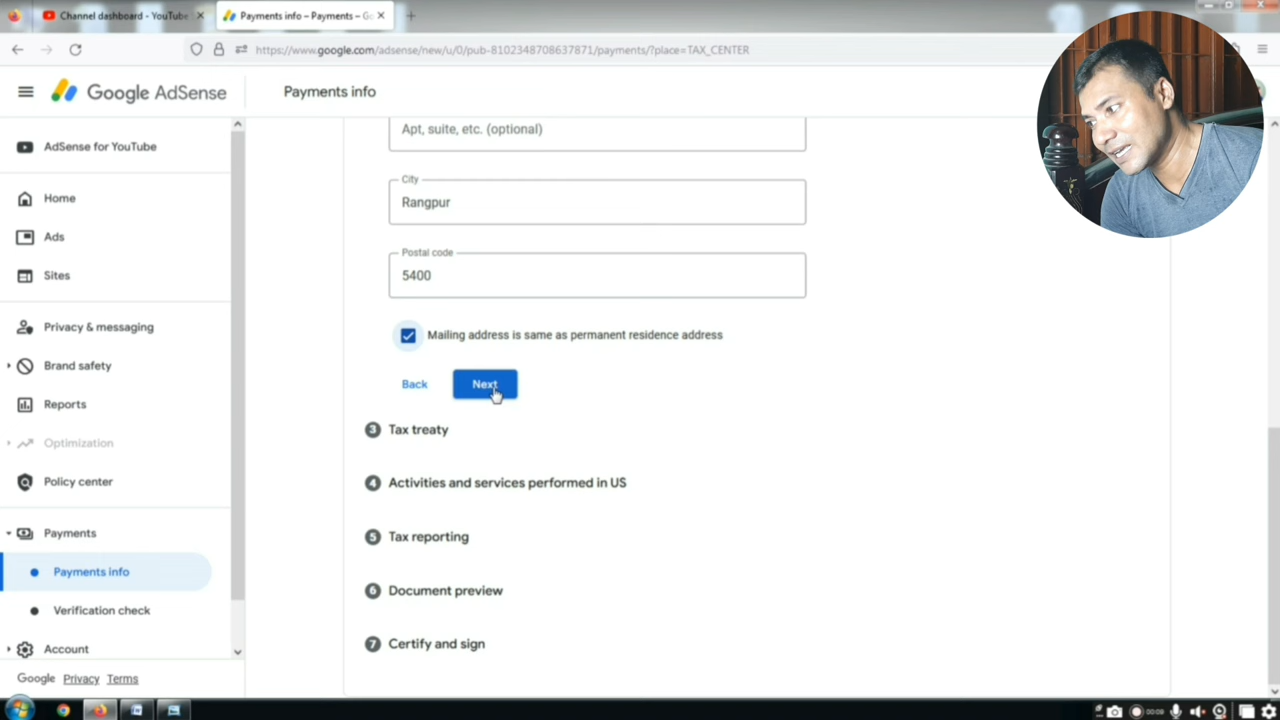 Channel dashboard - YouTube
Payments info – Payments – Go
https://www.google.com/adsense/new/u/0/pub-8102348708637871/payments/?place=TAX_CENTER
Google AdSense
Payments info
AdSense for YouTube
Home
Ads
Sites
Privacy & messaging
Brand safety
Reports
Optimization
Policy center
Payments
Payments info
Verification check
Account
Google Privacy Terms
Apt, suite, etc. (optional)
City
Rangpur
Postal code
5400
Mailing address is same as permanent residence address
Back Next
3 Tax treaty
4 Activities and services performed in US
5 Tax reporting
6 Document preview
7 Certify and sign